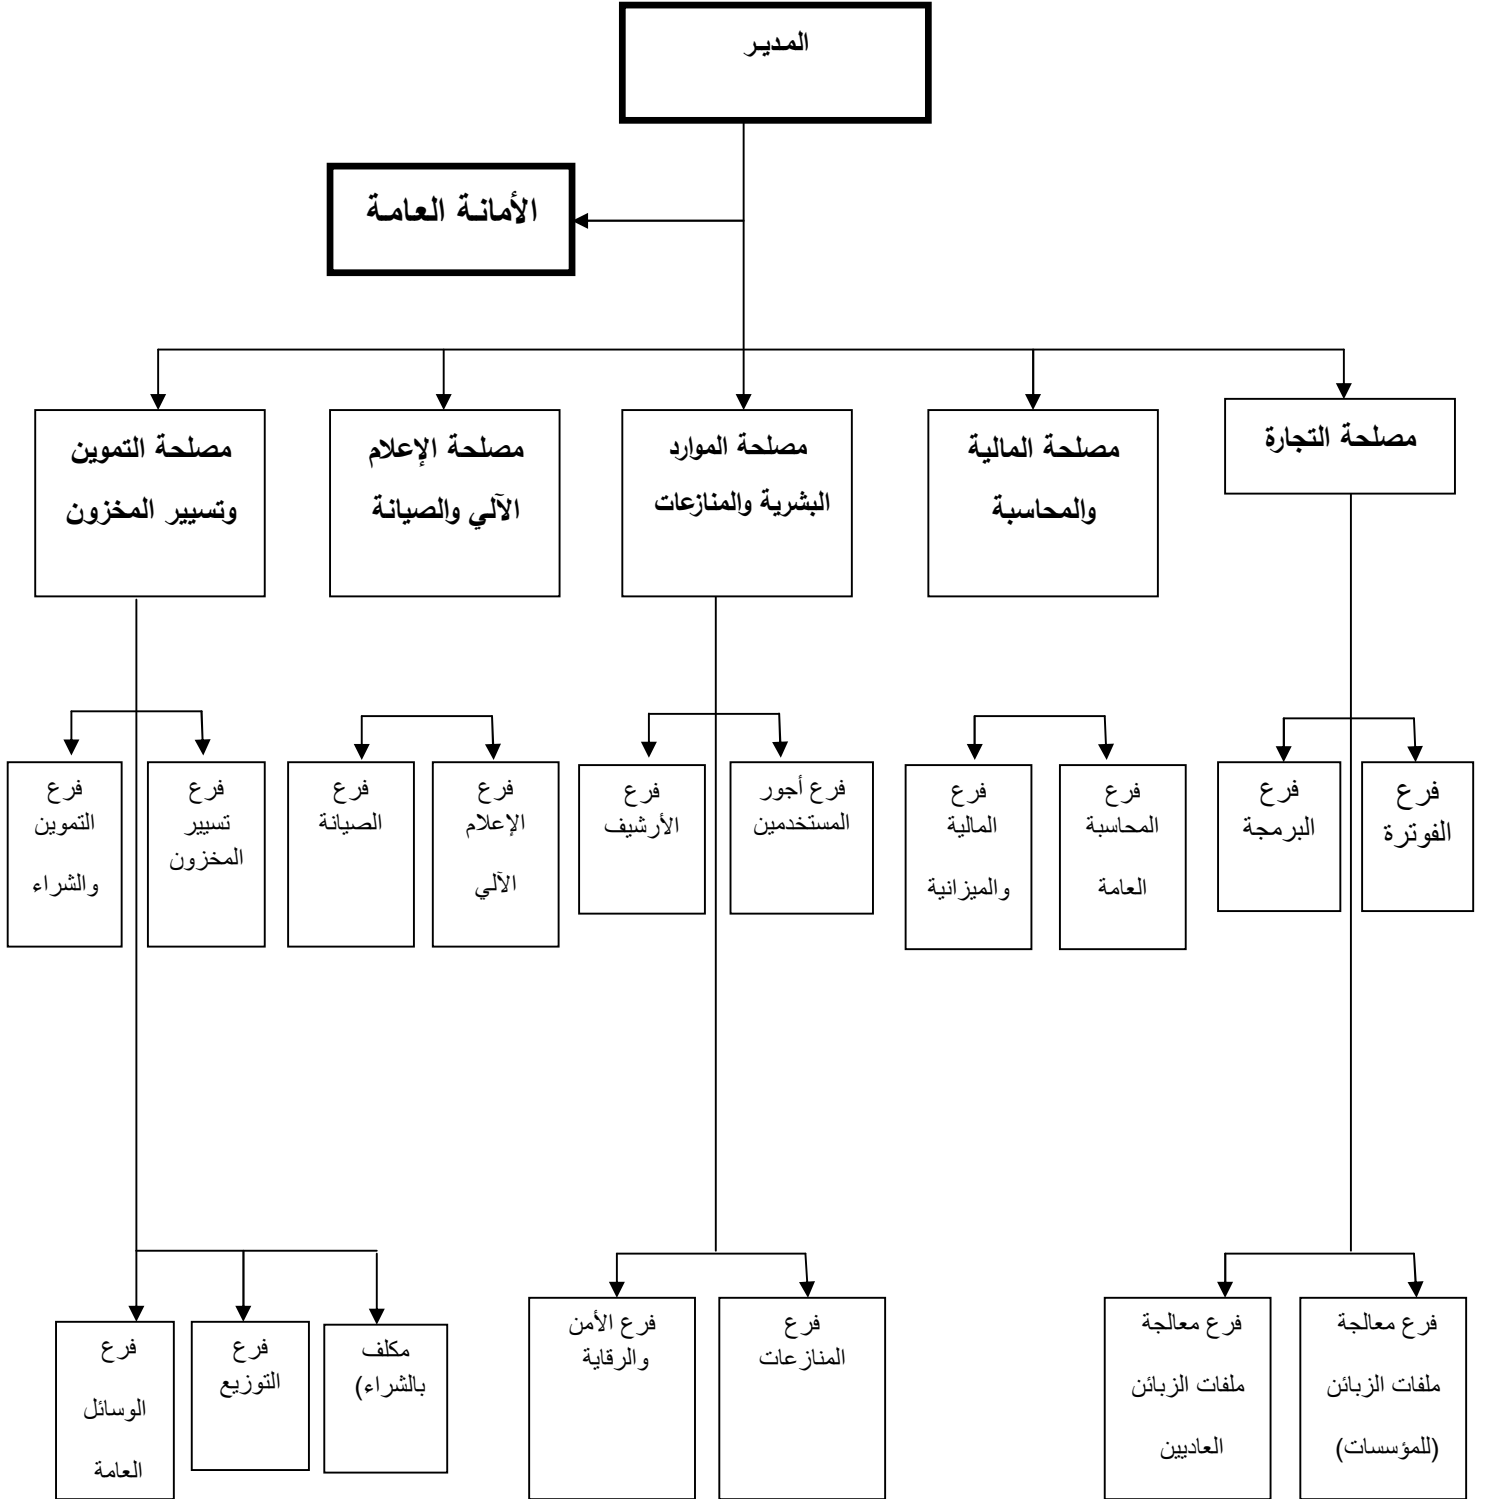 المديـر
الأمانـة العامـة
مصلحة التجارة
مصلحة المالية
والمحاسبة
مصلحة الموارد
البشرية والمنازعات
مصلحة الإعلام
الآلي والصيانة
مصلحة التموين
وتسيير المخزون
فرع
الفوترة
فرع
البرمجة
فرع
المحاسبة
العامة
فرع
المالية
والميزانية
فرع أجور
المستخدمين
فرع
الأرشيف
فرع
الإعلام
الآلي
فرع
الصيانة
فرع
تسيير
المخزون
فرع
التموين
والشراء
فرع معالجة
ملفات الزبائن
(للمؤسسات)
فرع معالجة
ملفات الزبائن
العاديين
فرع
المنازعات
فرع الأمن
والرقاية
مكلف
بالشراء)
فرع
التوزيع
فرع
الوسائل
العامة